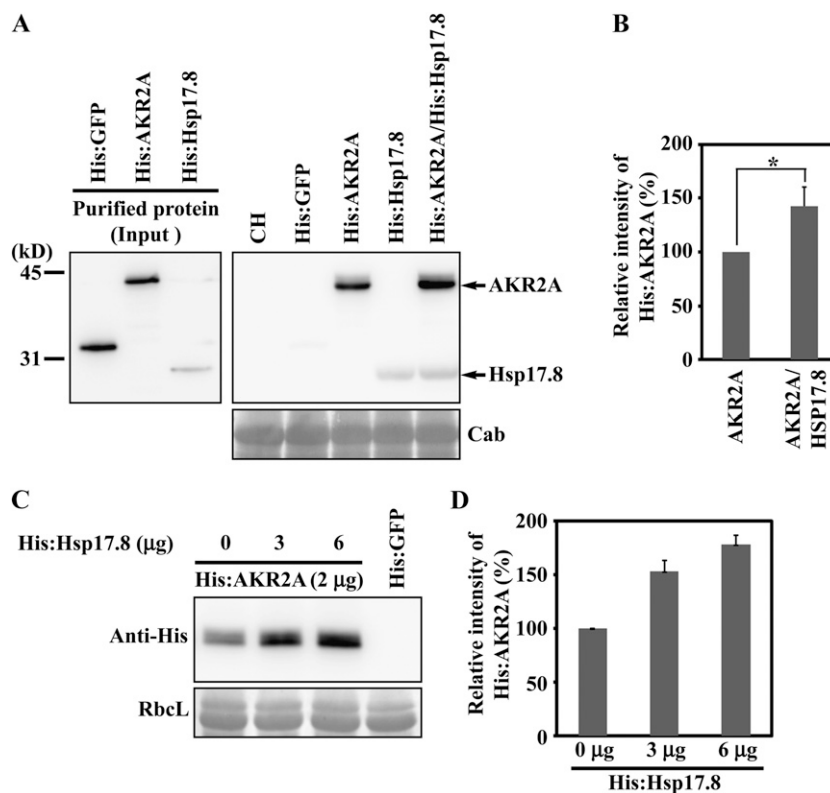 A
His:GFP
His:AKR2A
His:Hsp17.8
Purified protein
(Input )
CH
His:GFP
His:AKR2A
His:Hsp17.8
His:AKR2A/His:Hsp17.8
(kD)
45
31
AKR2A
Hsp17.8
Cab
B
Relative intensity of
His:AKR2A (%)
200
150
100
50
0
*
AKR2A
AKR2A/
HSP17.8
C
His:Hsp17.8 (µg) 0 3 6
His:AKR2A (2 µg)
His:GFP
Anti-His
RbcL
D
Relative intensity of
His:AKR2A (%)
200
150
100
50
0
0 µg 3 µg 6 µg
His:Hsp17.8